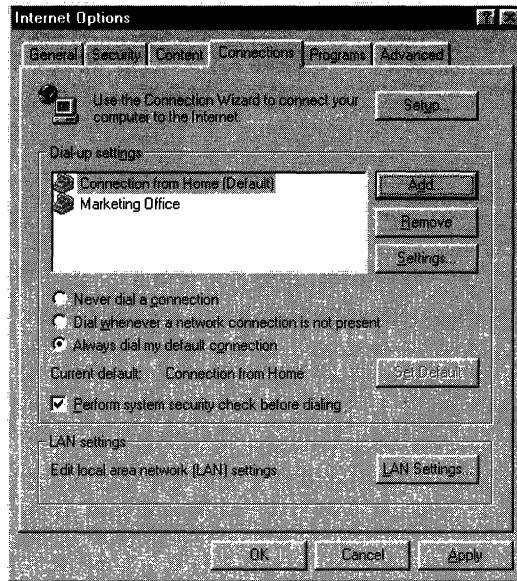 Internet Options
General Security Content Connections Programs Advanced
Use the Connection Wizard to connect your
computer to the Internet.
Setup...
Dial-up settings
Connection from Home (Default)
Marketing Office
Add...
Remove
Settings...
Never dial a connection
Dial whenever a network connection is not present
Always dial my default connection
Current default: Connection from Home
Set Default
Perform system security check before dialing
LAN settings
Edit local area network (LAN) settings
LAN Settings...
OK Cancel Apply